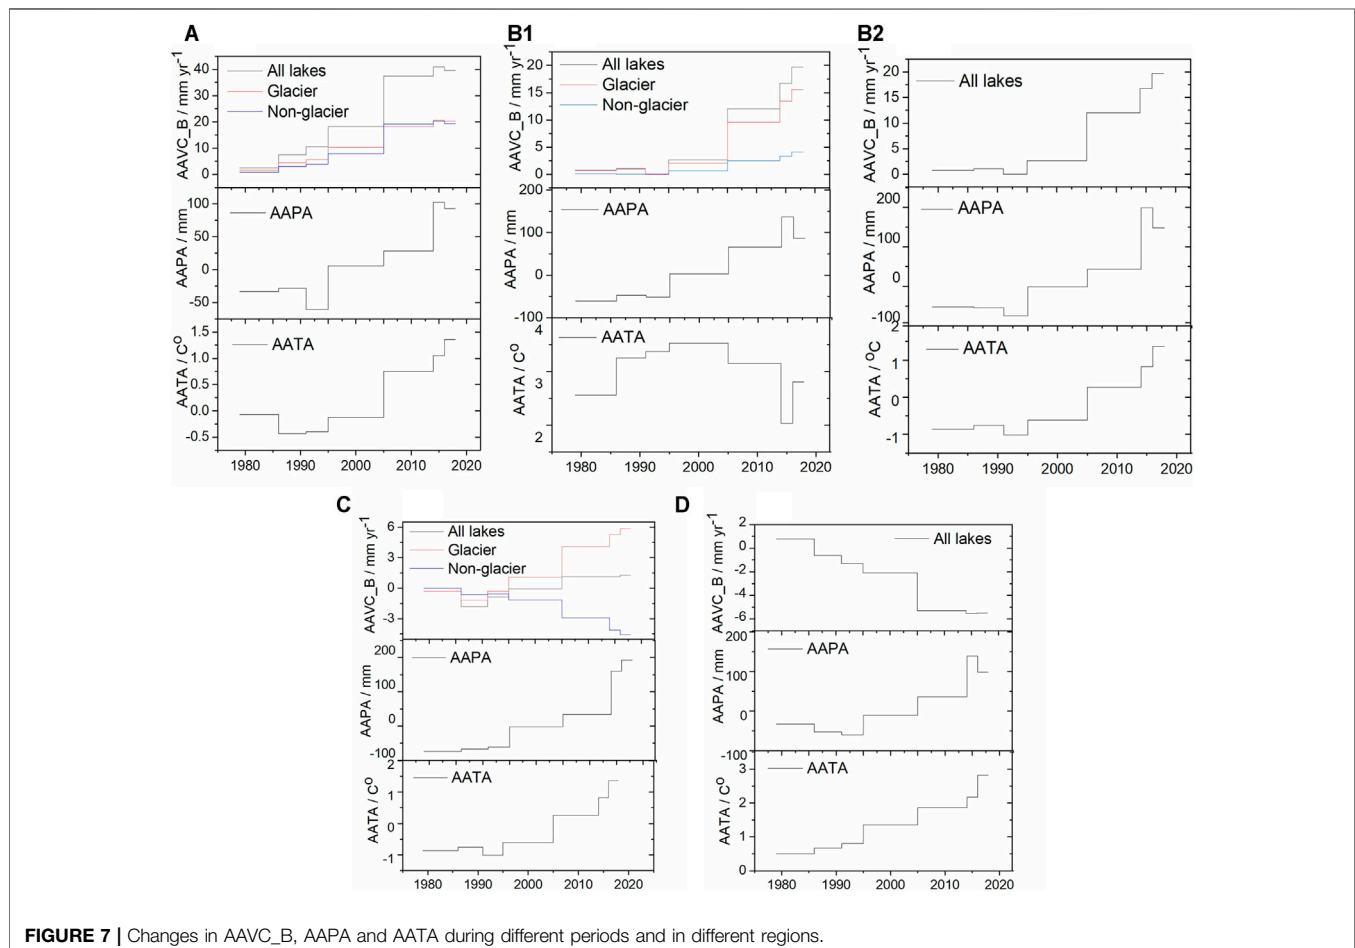 A
AAVC_B / mm yr-1
40
30
20
10
0
All lakes
Glacier
Non-glacier
AAPA / mm
100
50
0
-50
AAPA
AATA / CO
1.5
1.0
0.5
0.0
-0.5
AATA
1980 1990 2000 2010 2020
B1
AAVC_B / mm yr-1
20
15
10
5
0
All lakes
Glacier
Non-glacier
AAPA / mm
200
100
0
-100
AAPA
AATA / CO
4
3
2
AATA
1980 1990 2000 2010 2020
B2
AAVC_B / mm yr-1
20
15
10
5
0
All lakes
AAPA / mm
200
100
0
-100
AAPA
AATA / OC
2
1
0
-1
AATA
1980 1990 2000 2010 2020
C
AAVC_B / mm yr-1
6
3
0
-3
All lakes
Glacier
Non-glacier
AAPA / mm
200
100
0
-100
AAPA
AATA / CO
2
1
0
-1
AATA
1980 1990 2000 2010 2020
D
AAVC_B / mm yr-1
2
0
-2
-4
-6
All lakes
AAPA / mm
200
100
0
-100
AAPA
AATA / CO
3
2
1
0
AATA
1980 1990 2000 2010 2020
FIGURE 7 | Changes in AAVC_B, AAPA and AATA during different periods and in different regions.